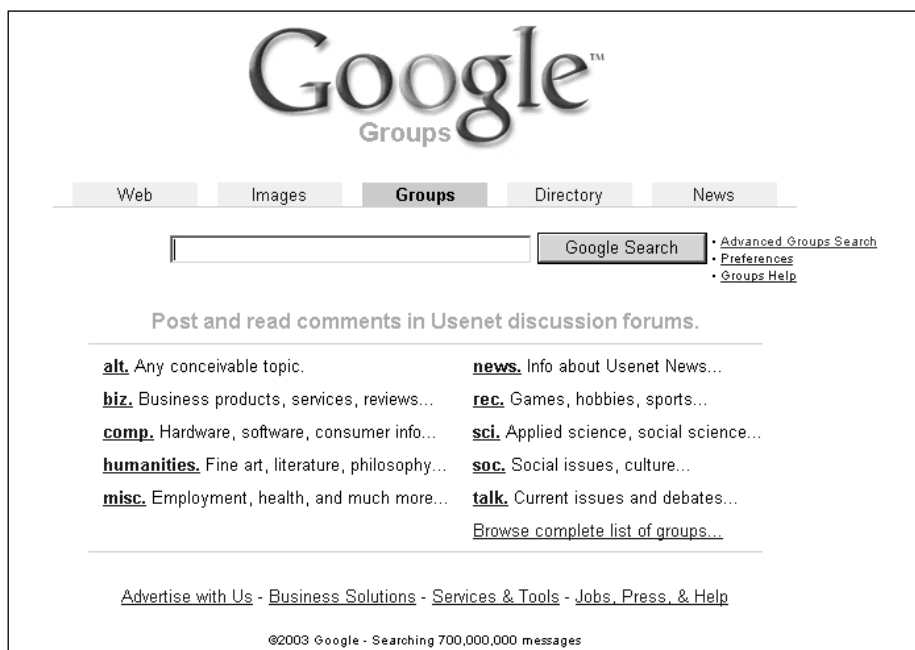 Google™
Groups
Web Images Groups Directory News
Google Search
• Advanced Groups Search
• Preferences
• Groups Help
Post and read comments in Usenet discussion forums.
alt. Any conceivable topic.
biz. Business products, services, reviews...
comp. Hardware, software, consumer info...
humanities. Fine art, literature, philosophy...
misc. Employment, health, and much more...
news. Info about Usenet News...
rec. Games, hobbies, sports...
sci. Applied science, social science...
soc. Social issues, culture...
talk. Current issues and debates...
Browse complete list of groups...
Advertise with Us - Business Solutions - Services & Tools - Jobs, Press, & Help
©2003 Google - Searching 700,000,000 messages